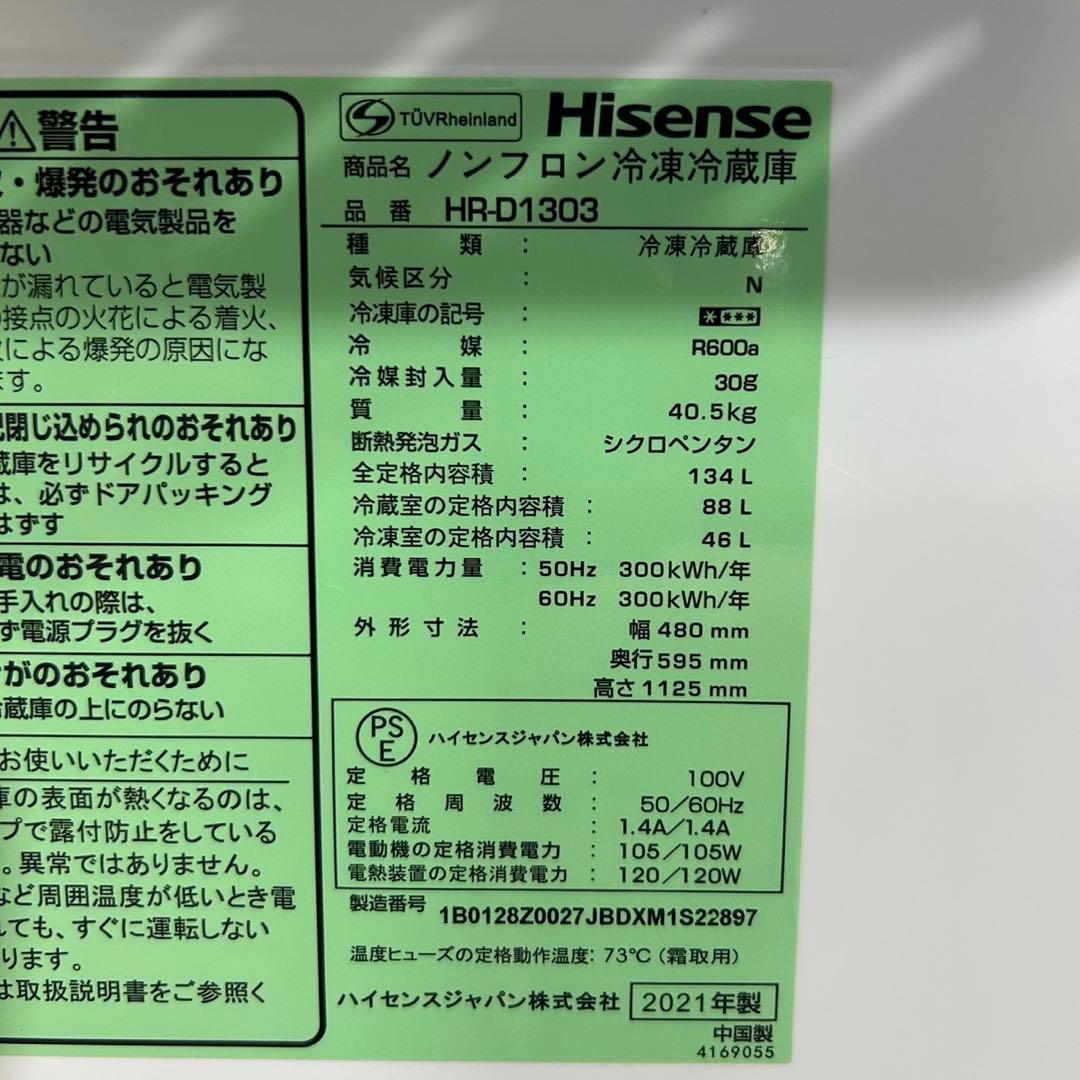 警告
・爆発のおそれあり
器などの電気製品を
ない
が漏れていると電気製
接点の火花による着火、
による爆発の原因にな
ます。
閉じ込められのおそれあり
蔵庫をリサイクルすると
は、必ずドアパッキング
はずす
電のおそれあり
手入れの際は、
ず電源プラグを抜く
がのおそれあり
冷蔵庫の上にのらない
お使いいただくために
庫の表面が熱くなるのは、
プで露付防止をしている
。異常ではありません。
など周囲温度が低いとき電
れても、すぐに運転しない
ります。
は取扱説明書をご参照く
TÜVRheinland Hisense
商品名 ノンフロン冷凍冷蔵庫
品番 HR-D1303
種類 : 冷凍冷蔵庫
気候区分 : N
冷凍庫の記号 : ****
冷媒 : R600a
冷媒封入量 : 30g
質量 : 40.5kg
断熱発泡ガス : シクロペンタン
全定格内容積 : 134 L
冷蔵室の定格内容積 : 88 L
冷凍室の定格内容積 : 46 L
消費電力量 : 50Hz 300kWh/年
60Hz 300kWh/年
外形寸法 : 幅 480 mm
奥行 595 mm
高さ 1125 mm
PSE ハイセンスジャパン株式会社
定格電圧 : 100V
定格周波数 : 50/60Hz
定格電流 : 1.4A/1.4A
電動機の定格消費電力 : 105/105W
電熱装置の定格消費電力 : 120/120W
製造番号 1B0128Z0027JBDXM1S22897
温度ヒューズの定格動作温度: 73℃（霜取用）
ハイセンスジャパン株式会社 2021年製
中国製
4169055